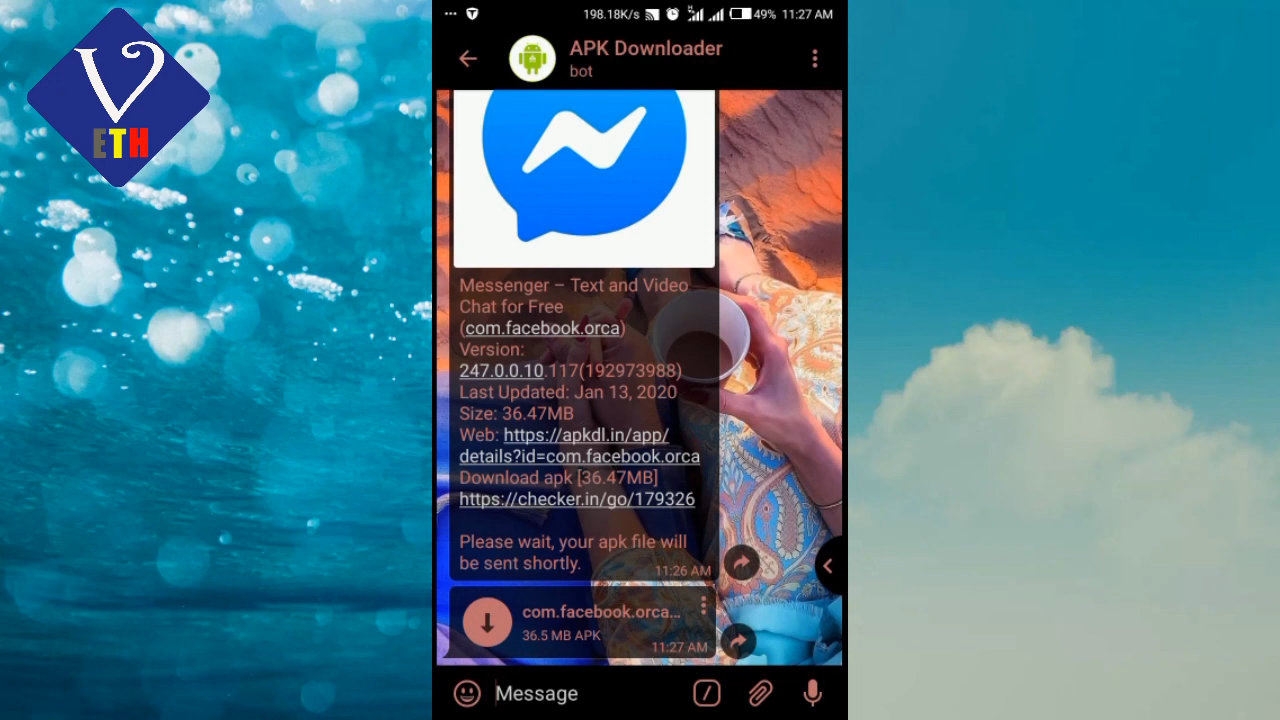 V
ETH
198.18K/s 49% 11:27 AM
APK Downloader
bot
Messenger – Text and Video
Chat for Free
(com.facebook.orca)
Version:
247.0.0.10.117(192973988)
Last Updated: Jan 13, 2020
Size: 36.47MB
Web: https://apkdl.in/app/
details?id=com.facebook.orca
Download apk [36.47MB]
https://checker.in/go/179326
Please wait, your apk file will
be sent shortly.
11:26 AM
com.facebook.orca...
36.5 MB APK
11:27 AM
Message